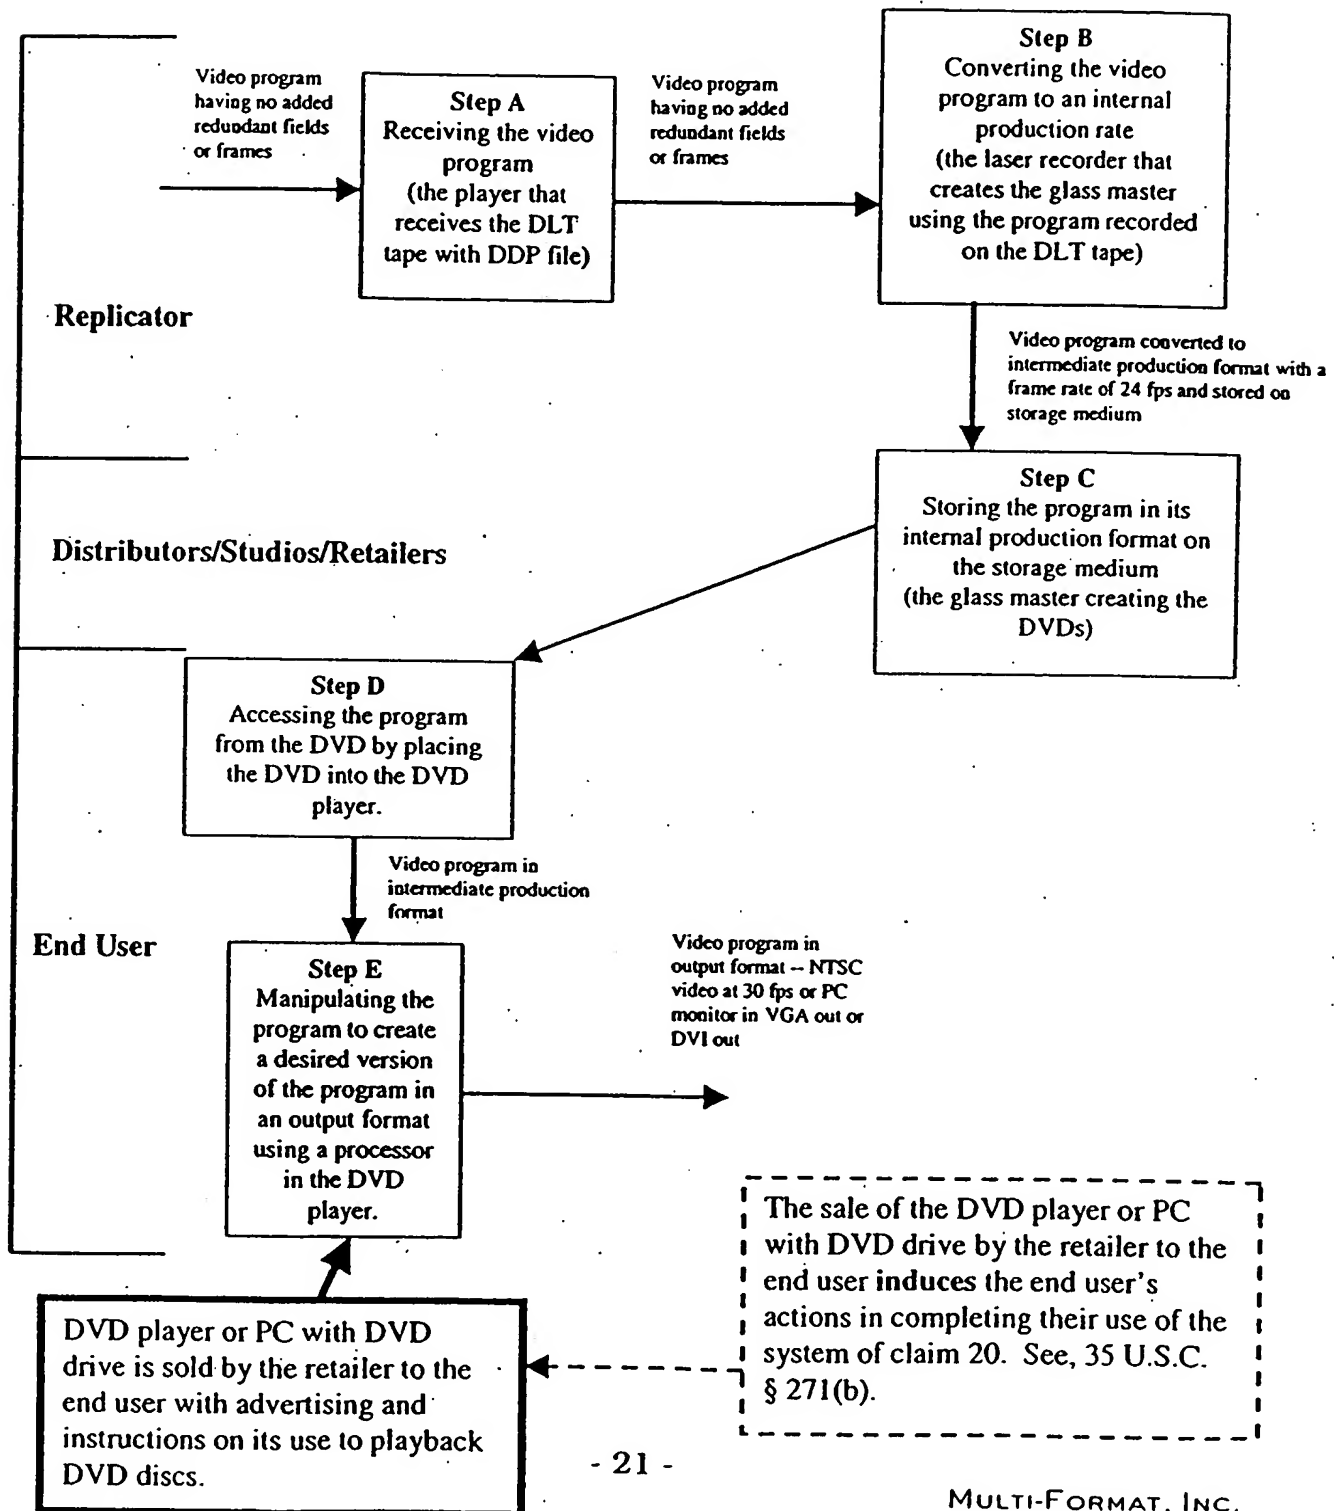 Video program
having no added
redundant fields
or frames
Step A
Receiving the video
program
(the player that
receives the DLT
tape with DDP file)
Video program
having no added
redundant fields
or frames
Step B
Converting the video
program to an internal
production rate
(the laser recorder that
creates the glass master
using the program recorded
on the DLT tape)
Replicator
Video program converted to
intermediate production format with a
frame rate of 24 fps and stored on
storage medium
Step C
Storing the program in its
internal production format on
the storage medium
(the glass master creating the
DVDs)
Distributors/Studios/Retailers
Step D
Accessing the program
from the DVD by placing
the DVD into the DVD
player.
Video program in
intermediate production
format
End User
Step E
Manipulating the
program to create
a desired version
of the program in
an output format
using a processor
in the DVD
player.
Video program in
output format -- NTSC
video at 30 fps or PC
monitor in VGA out or
DVI out
The sale of the DVD player or PC
with DVD drive by the retailer to the
end user induces the end user's
actions in completing their use of the
system of claim 20. See, 35 U.S.C.
§ 271(b).
DVD player or PC with DVD
drive is sold by the retailer to the
end user with advertising and
instructions on its use to playback
DVD discs.
- 21 -
MULTI-FORMAT, INC.